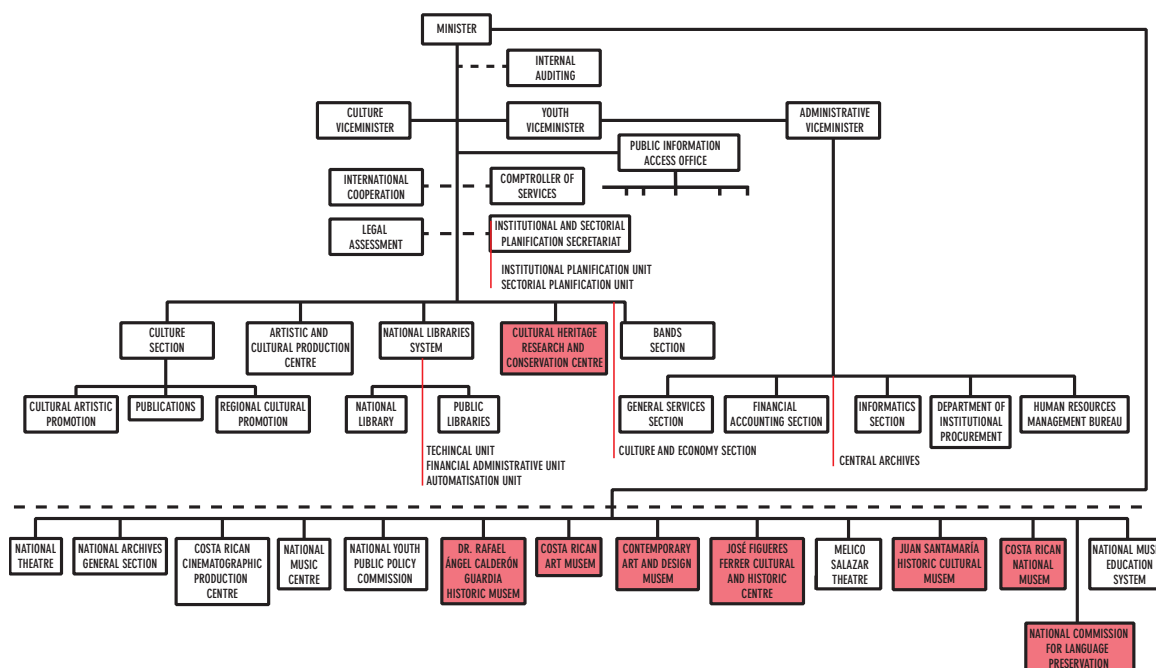 MINISTER
INTERNAL
AUDITING
CULTURE
VICEMINISTER
YOUTH
VICEMINISTER
ADMINISTRATIVE
VICEMINISTER
PUBLIC INFORMATION
ACCESS OFFICE
INTERNATIONAL
COOPERATION
COMPTROLLER OF
SERVICES
LEGAL
ASSESSMENT
INSTITUTIONAL AND SECTORIAL
PLANIFICATION SECRETARIAT
INSTITUTIONAL PLANIFICATION UNIT
SECTORIAL PLANIFICATION UNIT
CULTURE
SECTION
ARTISTIC AND
CULTURAL PRODUCTION
CENTRE
NATIONAL LIBRARIES
SYSTEM
CULTURAL HERITAGE
RESEARCH AND
CONSERVATION CENTRE
BANDS
SECTION
CULTURAL ARTISTIC
PROMOTION
PUBLICATIONS
REGIONAL CULTURAL
PROMOTION
NATIONAL
LIBRARY
PUBLIC
LIBRARIES
GENERAL SERVICES
SECTION
FINANCIAL
ACCOUNTING SECTION
INFORMATICS
SECTION
DEPARTMENT OF
INSTITUTIONAL
PROCUREMENT
HUMAN RESOURCES
MANAGEMENT BUREAU
TECHINCAL UNIT
FINANCIAL ADMINISTRATIVE UNIT
AUTOMATISATION UNIT
CULTURE AND ECONOMY SECTION
CENTRAL ARCHIVES
NATIONAL
THEATRE
NATIONAL ARCHIVES
GENERAL SECTION
COSTA RICAN
CINEMATOGRAPHIC
PRODUCTION
CENTRE
NATIONAL
MUSIC
CENTRE
NATIONAL YOUTH
PUBLIC POLICY
COMMISSION
DR. RAFAEL
ÁNGEL CALDERÓN
GUARDIA
HISTORIC MUSEM
COSTA RICAN
ART MUSEM
CONTEMPORARY
ART AND DESIGN
MUSEM
JOSÉ FIGUERES
FERRER CULTURAL
AND HISTORIC
CENTRE
MELICO
SALAZAR
THEATRE
JUAN SANTAMARÍA
HISTORIC CULTURAL
MUSEM
COSTA RICAN
NATIONAL
MUSEM
NATIONAL MUSIC
EDUCATION
SYSTEM
NATIONAL COMMISSION
FOR LANGUAGE
PRESERVATION